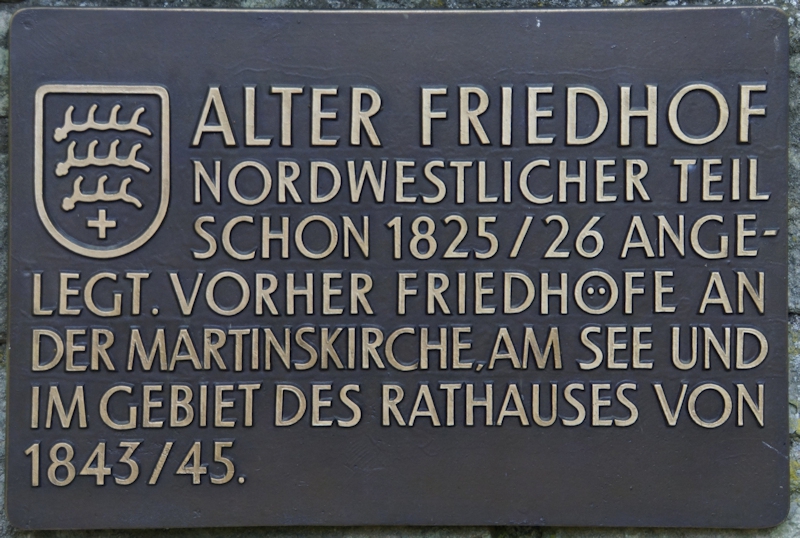 ALTER FRIEDHOF
NORDWESTLICHER TEIL
SCHON 1825/26 ANGE-
LEGT. VORHER FRIEDHÖFE AN
DER MARTINSKIRCHE, AM SEE UND
IM GEBIET DES RATHAUSES VON
1843/45.